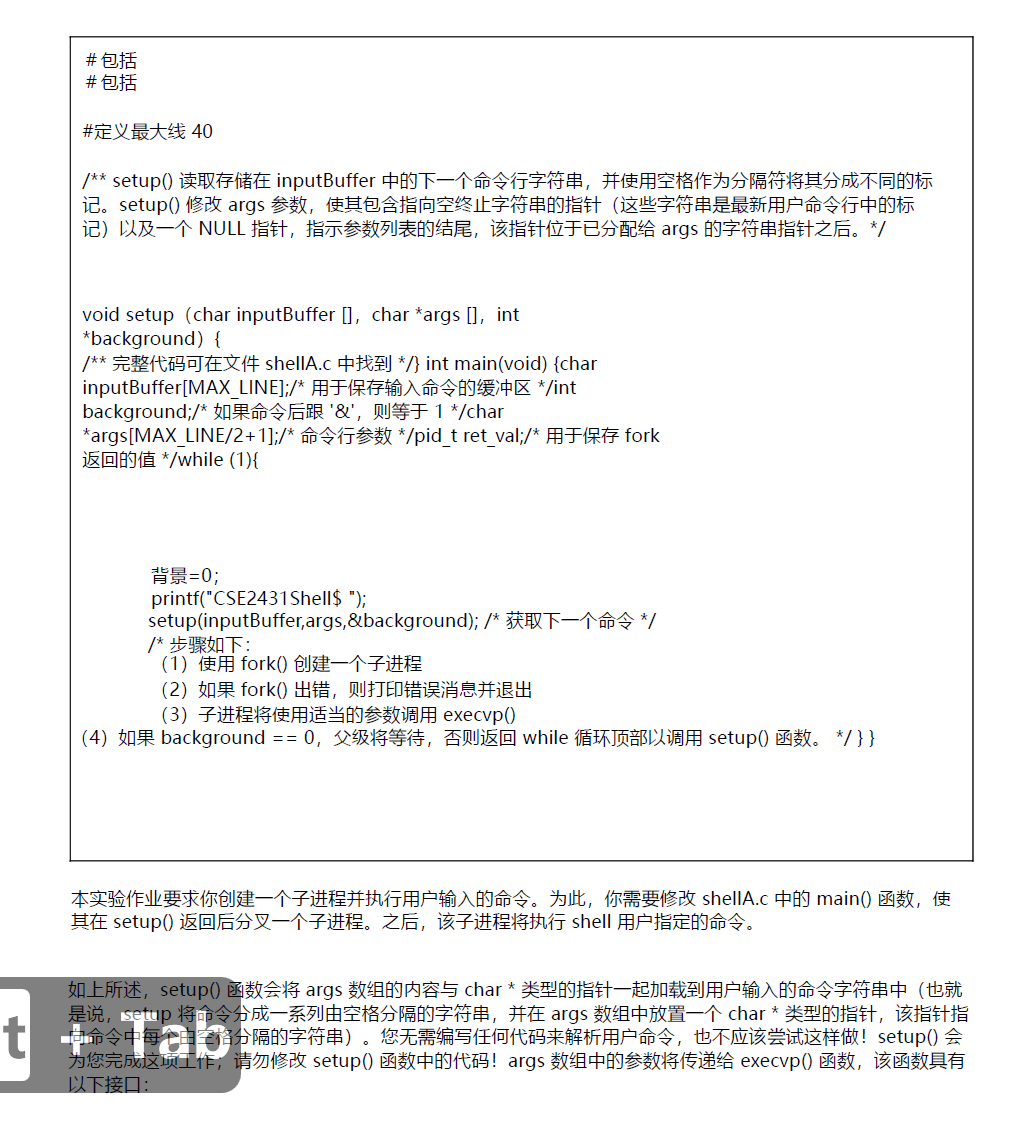 # 包括
# 包括
#定义最大线 40
/** setup() 读取存储在 inputBuffer 中的下一个命令行字符串，并使用空格作为分隔符将其分成不同的标
记。setup() 修改 args 参数，使其包含指向空终止字符串的指针（这些字符串是最新用户命令行中的标
记）以及一个 NULL 指针，指示参数列表的结尾，该指针位于已分配给 args 的字符串指针之后。*/
void setup（char inputBuffer []，char *args []，int
*background）{
/** 完整代码可在文件 shellA.c 中找到 */} int main(void) {char
inputBuffer[MAX_LINE];/* 用于保存输入命令的缓冲区 */int
background;/* 如果命令后跟 '&'，则等于 1 */char
*args[MAX_LINE/2+1];/* 命令行参数 */pid_t ret_val;/* 用于保存 fork
返回的值 */while (1){
背景=0；
printf("CSE2431Shell$ ");
setup(inputBuffer,args,&background); /* 获取下一个命令 */
/* 步骤如下：
（1）使用 fork() 创建一个子进程
（2）如果 fork() 出错，则打印错误消息并退出
（3）子进程将使用适当的参数调用 execvp()
（4）如果 background == 0，父级将等待，否则返回 while 循环顶部以调用 setup() 函数。 */ } }
本实验作业要求你创建一个子进程并执行用户输入的命令。为此，你需要修改 shellA.c 中的 main() 函数，使
其在 setup() 返回后分叉一个子进程。之后，该子进程将执行 shell 用户指定的命令。
如上所述，setup() 函数会将 args 数组的内容与 char * 类型的指针一起加载到用户输入的命令字符串中（也就
是说，setup 将命令分成一系列由空格分隔的字符串，并在 args 数组中放置一个 char * 类型的指针，该指针指
向命令中每个由空格分隔的字符串）。您无需编写任何代码来解析用户命令，也不应该尝试这样做！setup() 会
为您完成这项工作，请勿修改 setup() 函数中的代码！args 数组中的参数将传递给 execvp() 函数，该函数具有
以下接口：
t + Tab